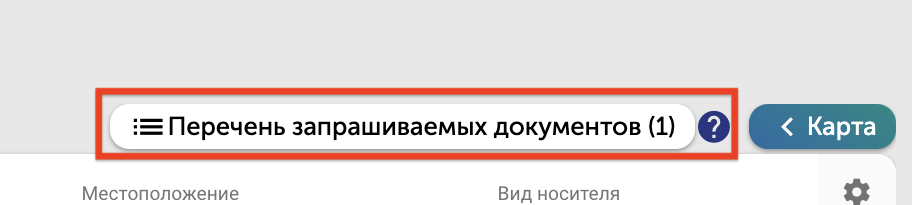 Перечень запрашиваемых документов (1) ?
Карта
Местоположение
Вид носителя